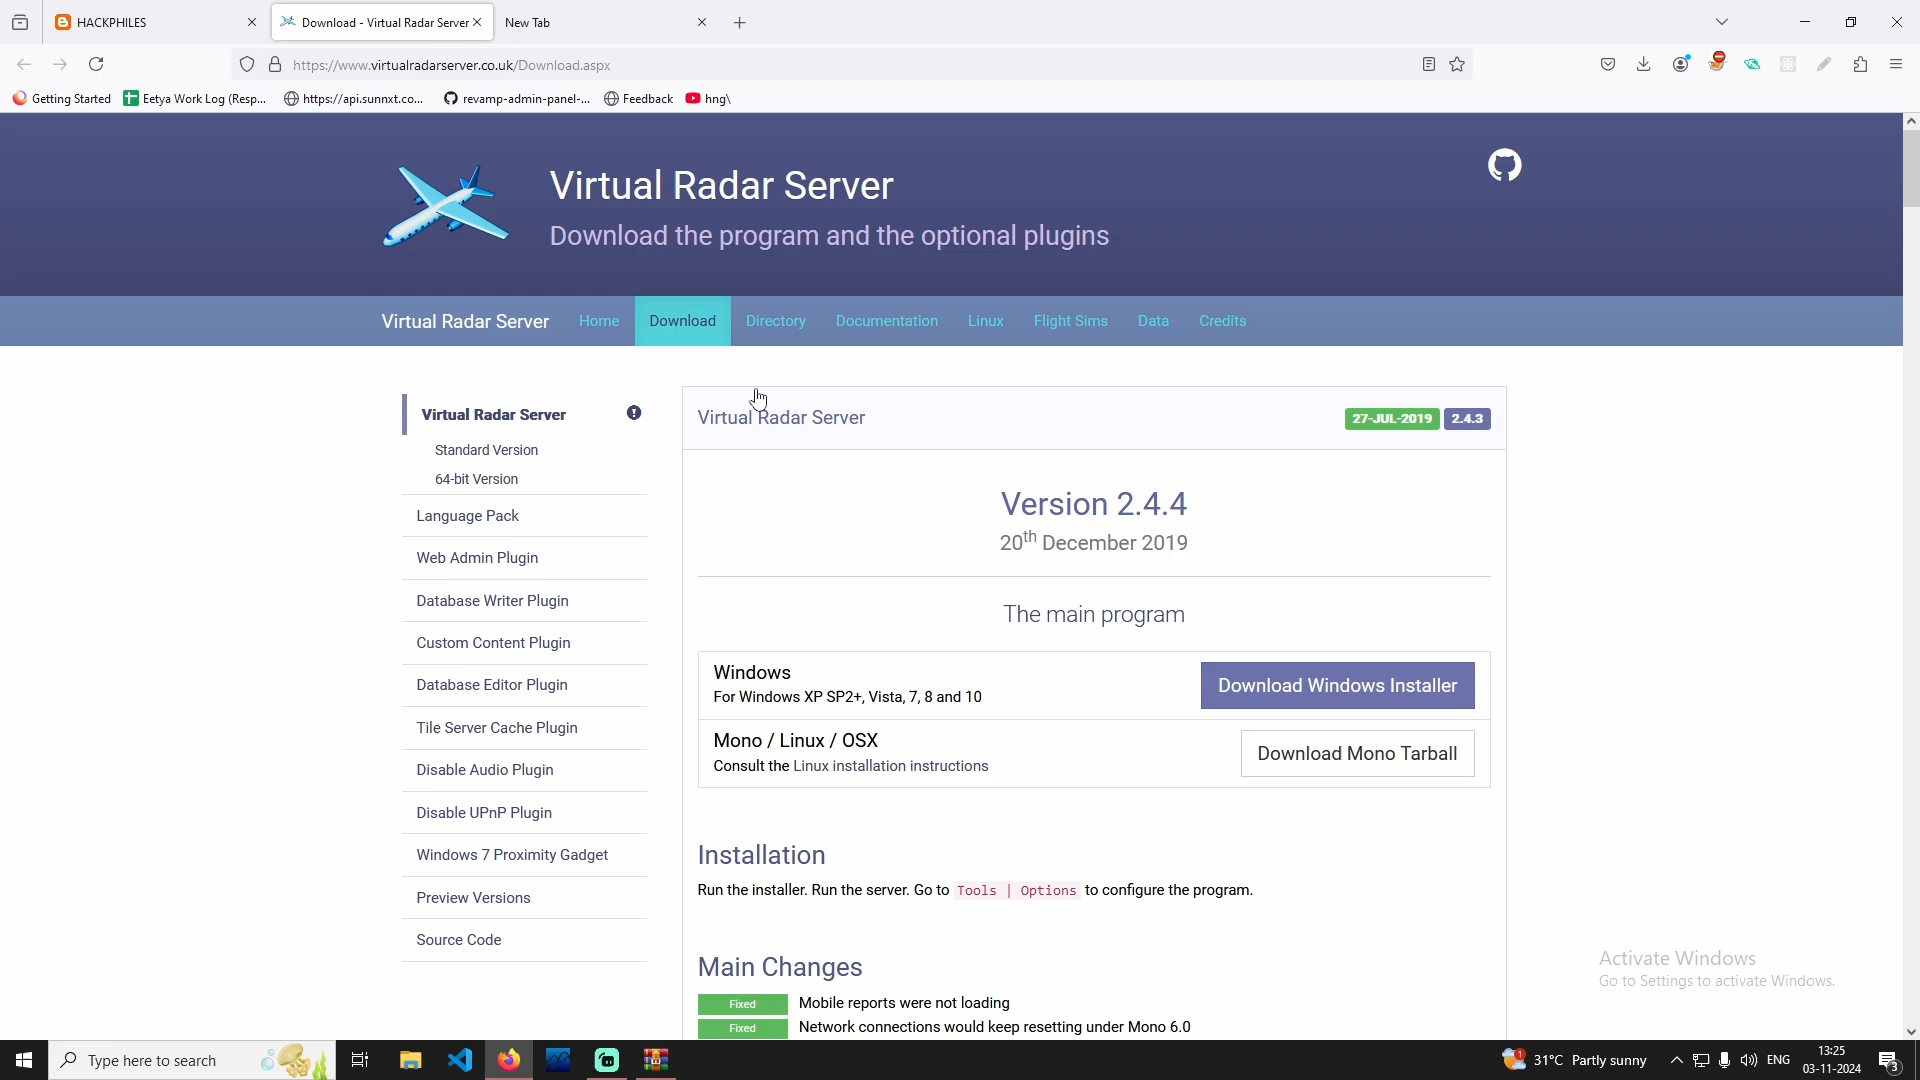 HACKPHILES
Download - Virtual Radar Server
New Tab
https://www.virtualradarserver.co.uk/Download.aspx
Getting Started
Eetya Work Log (Resp...
https://api.sunnxt.co...
revamp-admin-panel-...
Feedback
hng\
Virtual Radar Server
Download the program and the optional plugins
Virtual Radar Server
Home
Download
Directory
Documentation
Linux
Flight Sims
Data
Credits
Virtual Radar Server
Standard Version
64-bit Version
Language Pack
Web Admin Plugin
Database Writer Plugin
Custom Content Plugin
Database Editor Plugin
Tile Server Cache Plugin
Disable Audio Plugin
Disable UPnP Plugin
Windows 7 Proximity Gadget
Preview Versions
Source Code
Virtual Radar Server
27-JUL-2019
2.4.3
Version 2.4.4
20th December 2019
The main program
Windows
For Windows XP SP2+, Vista, 7, 8 and 10
Download Windows Installer
Mono / Linux / OSX
Consult the Linux installation instructions
Download Mono Tarball
Installation
Run the installer. Run the server. Go to Tools | Options to configure the program.
Main Changes
Fixed Mobile reports were not loading
Fixed Network connections would keep resetting under Mono 6.0
Activate Windows
Go to Settings to activate Windows.
Type here to search
1
31°C Partly sunny
ENG
13:25
03-11-2024
3